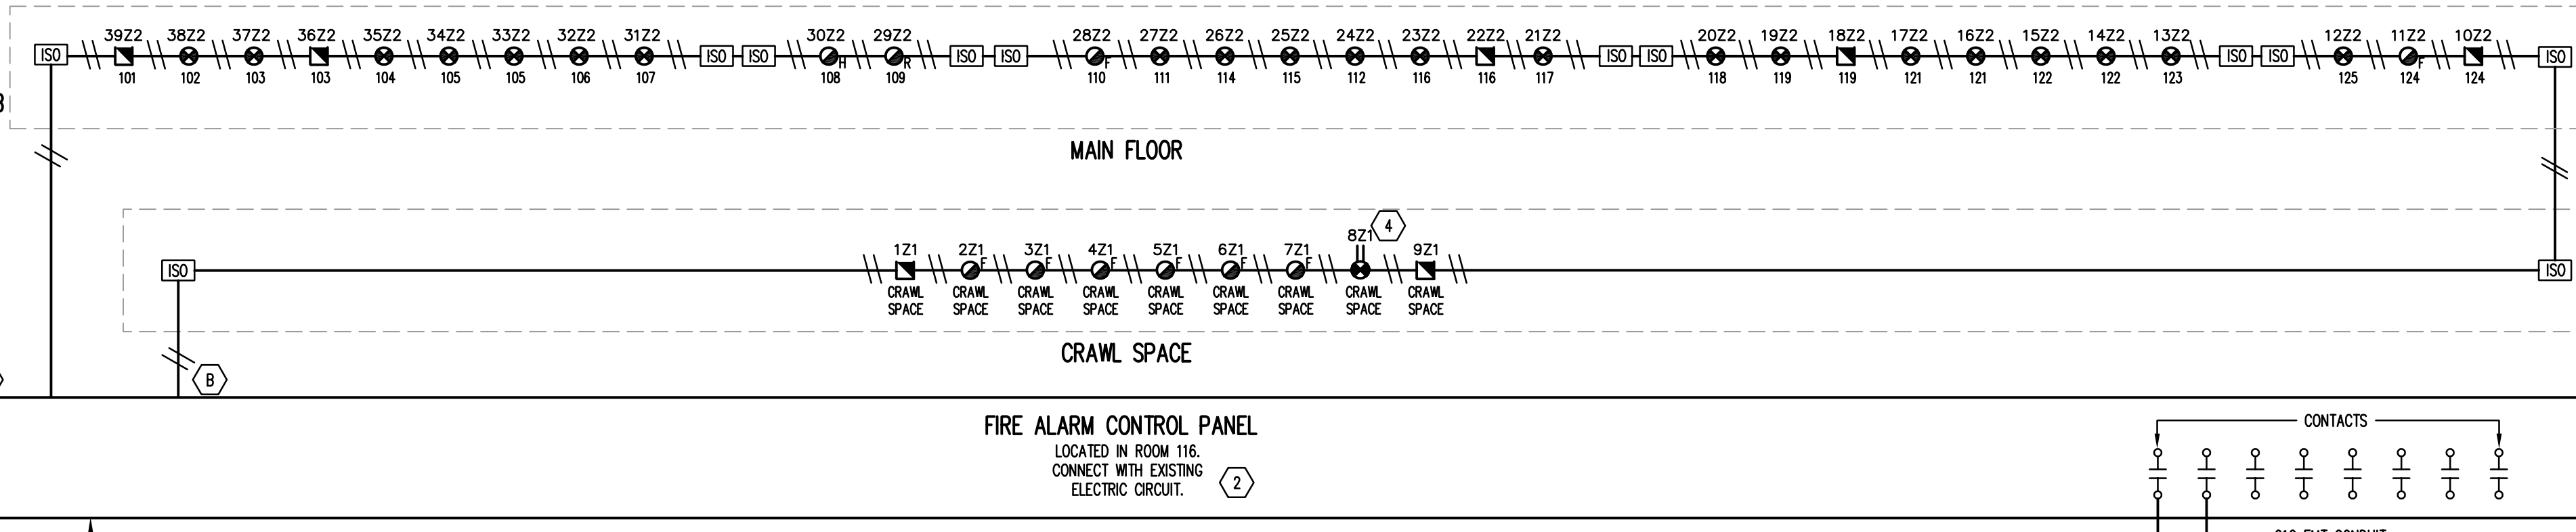 39Z2 38Z2 37Z2 36Z2 35Z2 34Z2 33Z2 32Z2 31Z2 30Z2 29Z2 28Z2 27Z2 26Z2 25Z2 24Z2 23Z2 22Z2 21Z2 20Z2 19Z2 18Z2 17Z2 16Z2 15Z2 14Z2 13Z2 12Z2 11Z2 10Z2
ISO ISO ISO H R ISO ISO F ISO ISO ISO ISO F ISO
101 102 103 103 104 105 105 106 107 108 109 110 111 114 115 112 116 116 117 118 119 119 121 121 122 122 123 125 124 124
MAIN FLOOR
4
1Z1 2Z1 3Z1 4Z1 5Z1 6Z1 7Z1 8Z1 9Z1
ISO F F F F F F ISO
CRAWL CRAWL CRAWL CRAWL CRAWL CRAWL CRAWL CRAWL CRAWL
SPACE SPACE SPACE SPACE SPACE SPACE SPACE SPACE SPACE
CRAWL SPACE
B
FIRE ALARM CONTROL PANEL
LOCATED IN ROOM 116.
CONNECT WITH EXISTING
ELECTRIC CIRCUIT.
2
CONTACTS